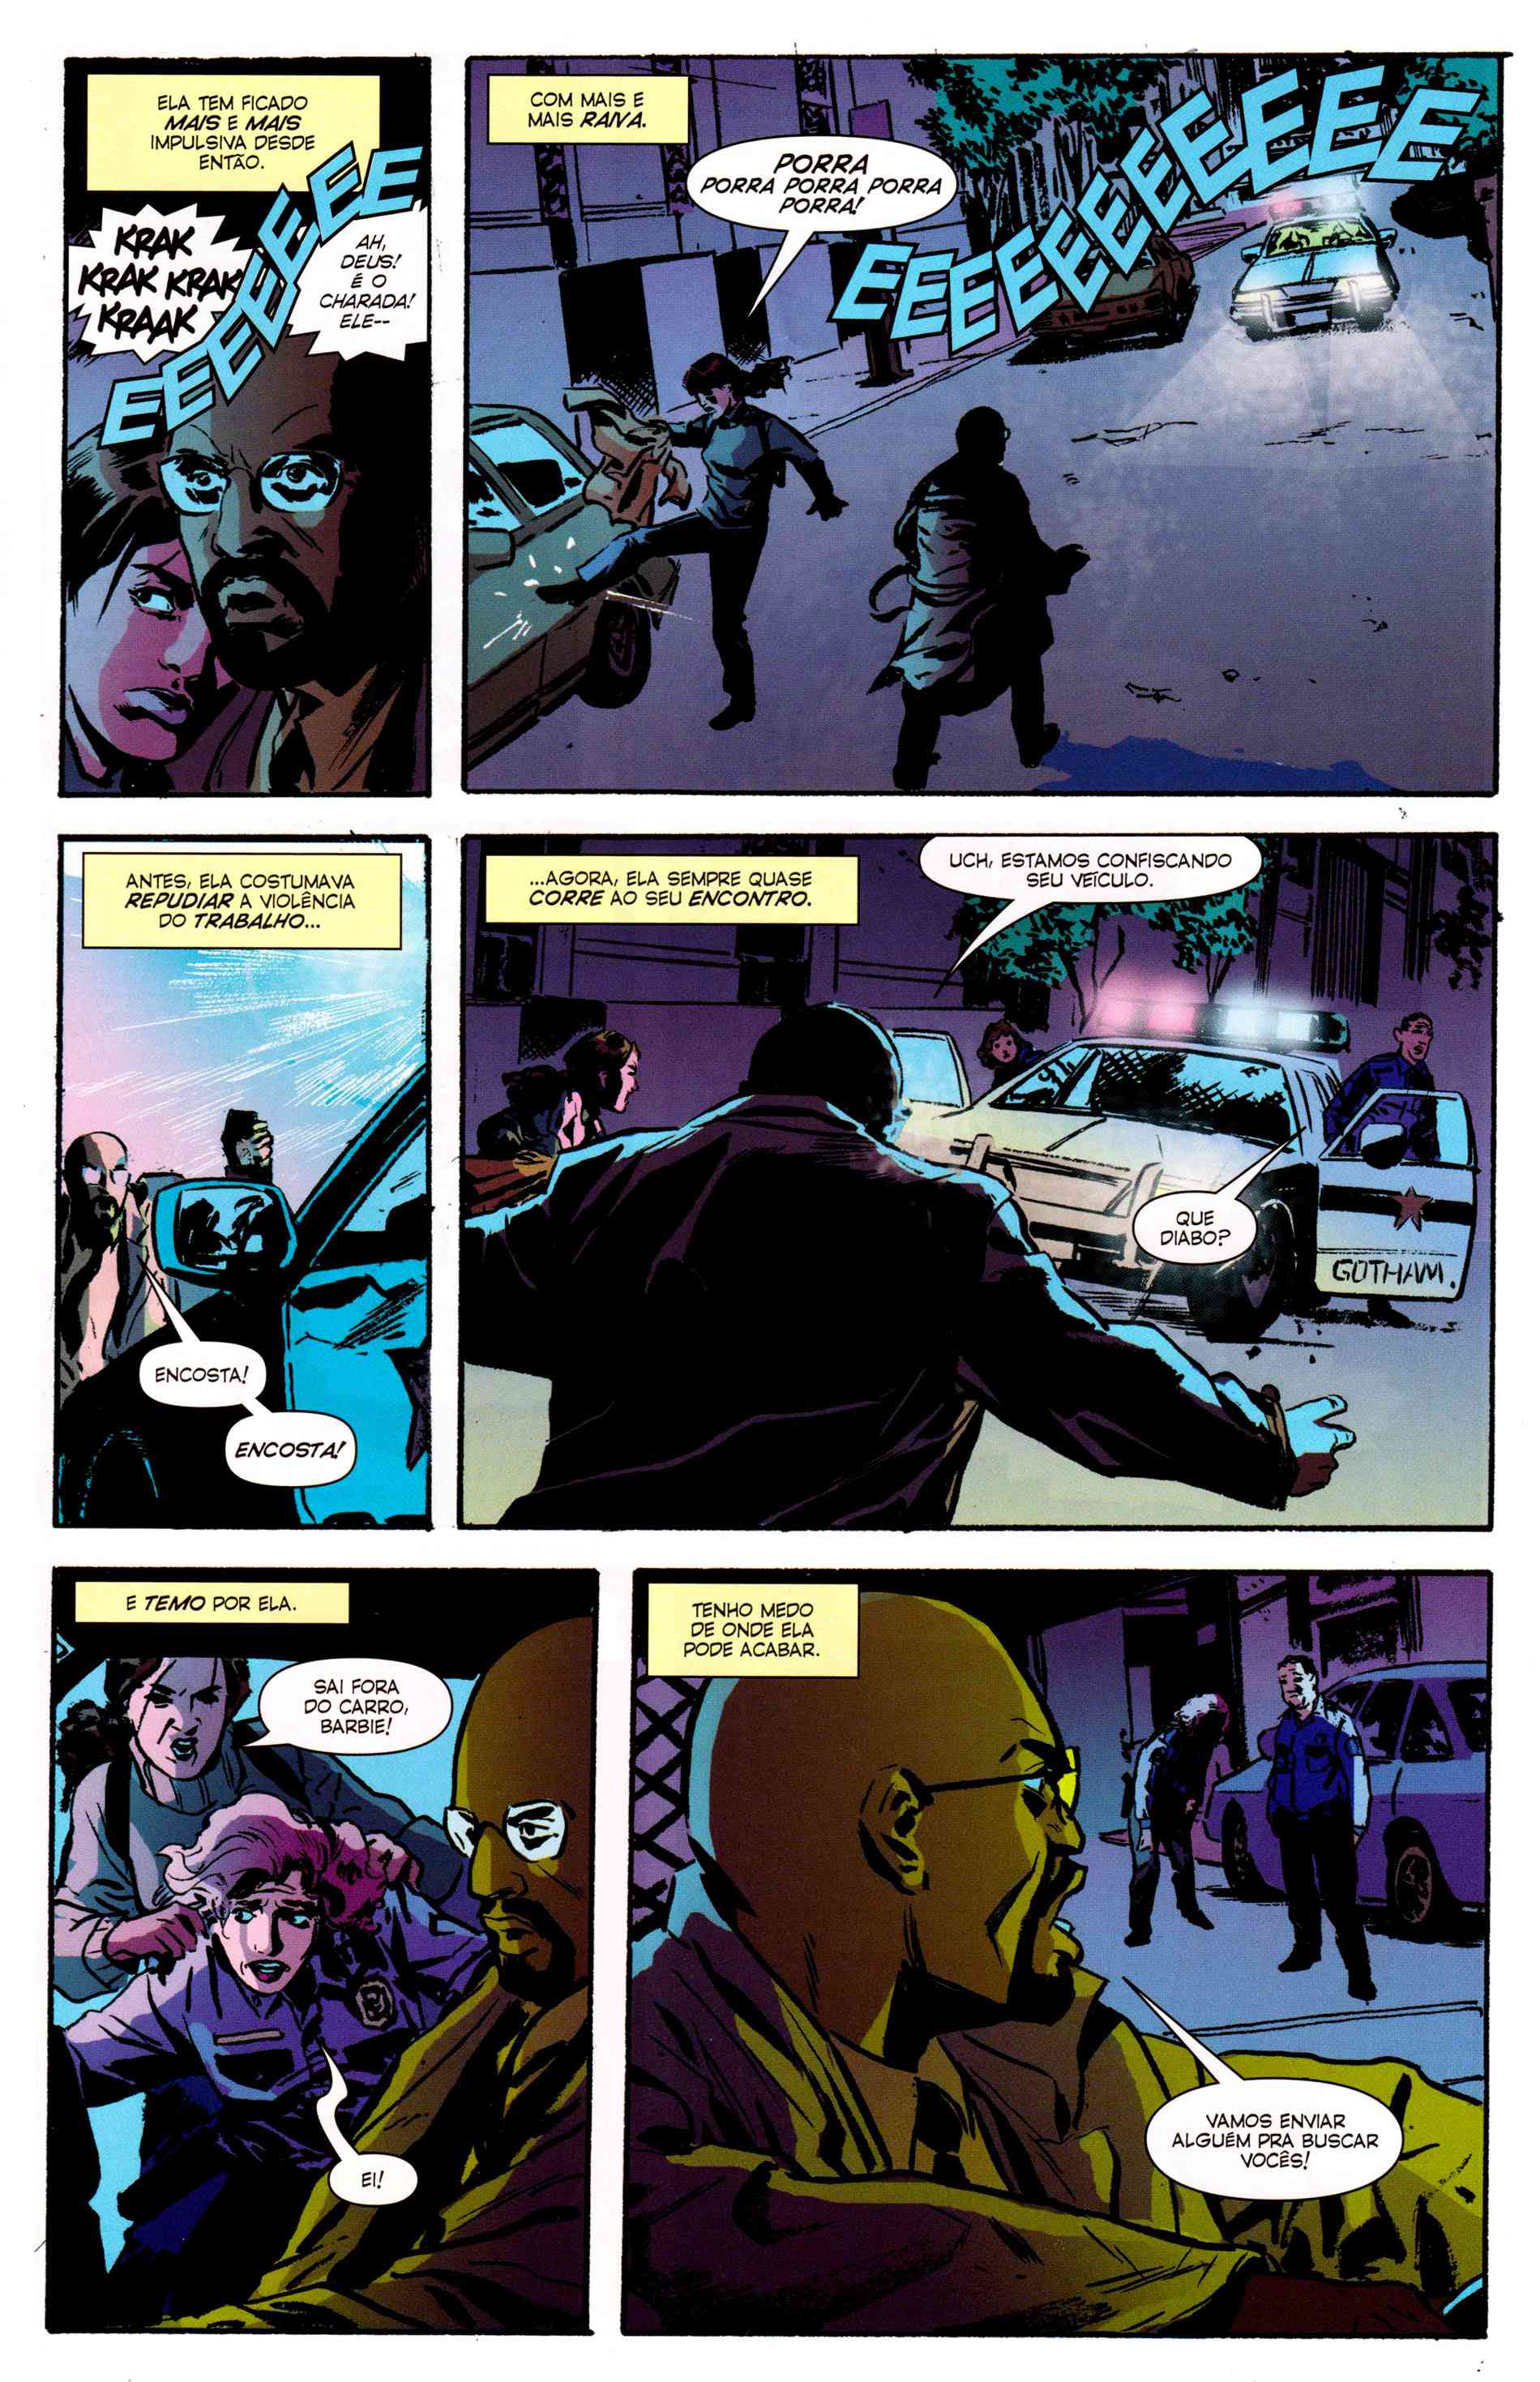 ELA TEM FICADO
MAIS E MAIS
IMPULSIVA DESDE
ENTÃO.
KRAK
KRAK KRAK
KRAAK
EEEEEEEEE
AH,
DEUS!
É O
CHARADA!
ELE--
COM MAIS E
MAIS RAIVA.
PORRA
PORRA PORRA PORRA
PORRA!
EEEEEEEEEEEEEE
ANTES, ELA COSTUMAVA
REPUDIAR A VIOLÊNCIA
DO TRABALHO...
ENCOSTA!
ENCOSTA!
...AGORA, ELA SEMPRE QUASE
CORRE AO SEU ENCONTRO.
UCH, ESTAMOS CONFISCANDO
SEU VEÍCULO.
QUE
DIABO?
GOTHAM.
E TEMO POR ELA.
SAI FORA
DO CARRO,
BARBIE!
EI!
TENHO MEDO
DE ONDE ELA
PODE ACABAR.
VAMOS ENVIAR
ALGUÉM PRA BUSCAR
VOCÊS!